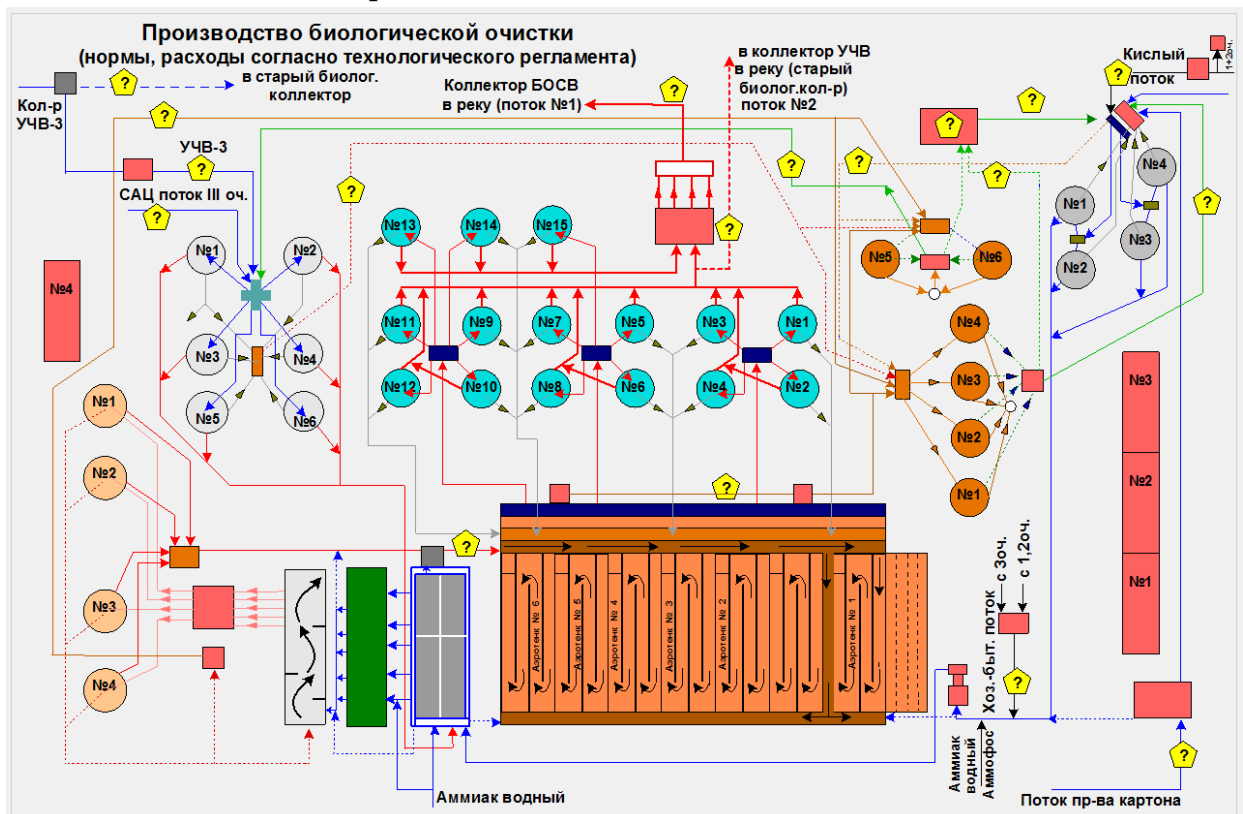 Производство биологической очистки
(нормы, расходы согласно технологического регламента)
?
в старый биолог.
коллектор
Кол-р
УЧВ-3
?
УЧВ-3
?
САЦ поток III оч.
?
?
Коллектор БОСВ
в реку (поток №1)
?
в коллектор УЧВ
в реку (старый
биолог.кол-р)
поток №2
?
?
?
?
?
?
Кислый
поток
?
1+2оч.
?
№1
№2
№3
№4
№5
№6
№4
№13
№14
№15
№11
№9
№7
№5
№3
№1
№12
№10
№8
№6
№4
№2
№5
№6
№4
№3
№2
№1
№4
№1
№3
№2
№3
№2
№1
№1
№2
№3
№4
?
?
Аэротенк № 6
Аэротенк № 5
Аэротенк № 4
Аэротенк № 3
Аэротенк № 2
Аэротенк № 1
Хоз.-быт. поток
с 3оч.
с 1,2оч.
?
Аммиак
водный
Аммофос
Аммиак водный
?
Поток пр-ва картона